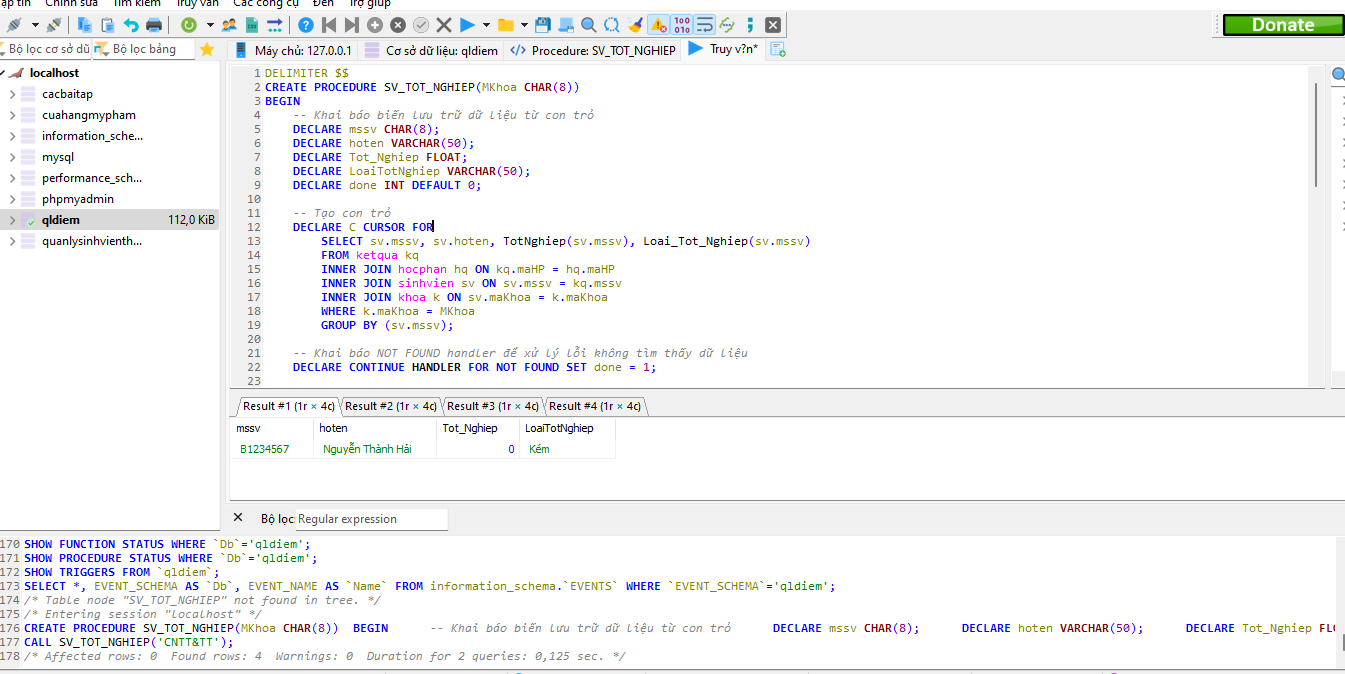 ập tin Chỉnh sửa Tìm kiếm Truy vấn Các công cụ Đến Trợ giúp
Donate
Bộ lọc cơ sở dữ Bộ lọc bảng
Máy chủ: 127.0.0.1 Cơ sở dữ liệu: qldiem Procedure: SV_TOT_NGHIEP Truy v?n*
localhost
cacbaitap
cuahangmypham
information_sche...
mysql
performance_sch...
phpmyadmin
qldiem 112,0 KiB
quanlysinhvienth...
1 DELIMITER $$
2 CREATE PROCEDURE SV_TOT_NGHIEP(MKhoa CHAR(8))
3 BEGIN
4 -- Khai báo biến lưu trữ dữ liệu từ con trỏ
5 DECLARE mssv CHAR(8);
6 DECLARE hoten VARCHAR(50);
7 DECLARE Tot_Nghiep FLOAT;
8 DECLARE LoaiTotNghiep VARCHAR(50);
9 DECLARE done INT DEFAULT 0;
10
11 -- Tạo con trỏ
12 DECLARE C CURSOR FOR
13 SELECT sv.mssv, sv.hoten, TotNghiep(sv.mssv), Loai_Tot_Nghiep(sv.mssv)
14 FROM ketqua kq
15 INNER JOIN hocphan hq ON kq.maHP = hq.maHP
16 INNER JOIN sinhvien sv ON sv.mssv = kq.mssv
17 INNER JOIN khoa k ON sv.maKhoa = k.maKhoa
18 WHERE k.maKhoa = MKhoa
19 GROUP BY (sv.mssv);
20
21 -- Khai báo NOT FOUND handler để xử lý lỗi không tìm thấy dữ liệu
22 DECLARE CONTINUE HANDLER FOR NOT FOUND SET done = 1;
23
Result #1 (1r × 4c) Result #2 (1r × 4c) Result #3 (1r × 4c) Result #4 (1r × 4c)
mssv hoten Tot_Nghiep LoaiTotNghiep
B1234567 Nguyễn Thành Hải 0 Kém
Bộ lọc: Regular expression
170 SHOW FUNCTION STATUS WHERE `Db`='qldiem';
171 SHOW PROCEDURE STATUS WHERE `Db`='qldiem';
172 SHOW TRIGGERS FROM `qldiem`;
173 SELECT *, EVENT_SCHEMA AS `Db`, EVENT_NAME AS `Name` FROM information_schema.`EVENTS` WHERE `EVENT_SCHEMA`='qldiem';
174 /* Table node "SV_TOT_NGHIEP" not found in tree. */
175 /* Entering session "localhost" */
176 CREATE PROCEDURE SV_TOT_NGHIEP(MKhoa CHAR(8)) BEGIN -- Khai báo biến lưu trữ dữ liệu từ con trỏ DECLARE mssv CHAR(8); DECLARE hoten VARCHAR(50); DECLARE Tot_Nghiep FLO
177 CALL SV_TOT_NGHIEP('CNTT&TT');
178 /* Affected rows: 0 Found rows: 4 Warnings: 0 Duration for 2 queries: 0,125 sec. */